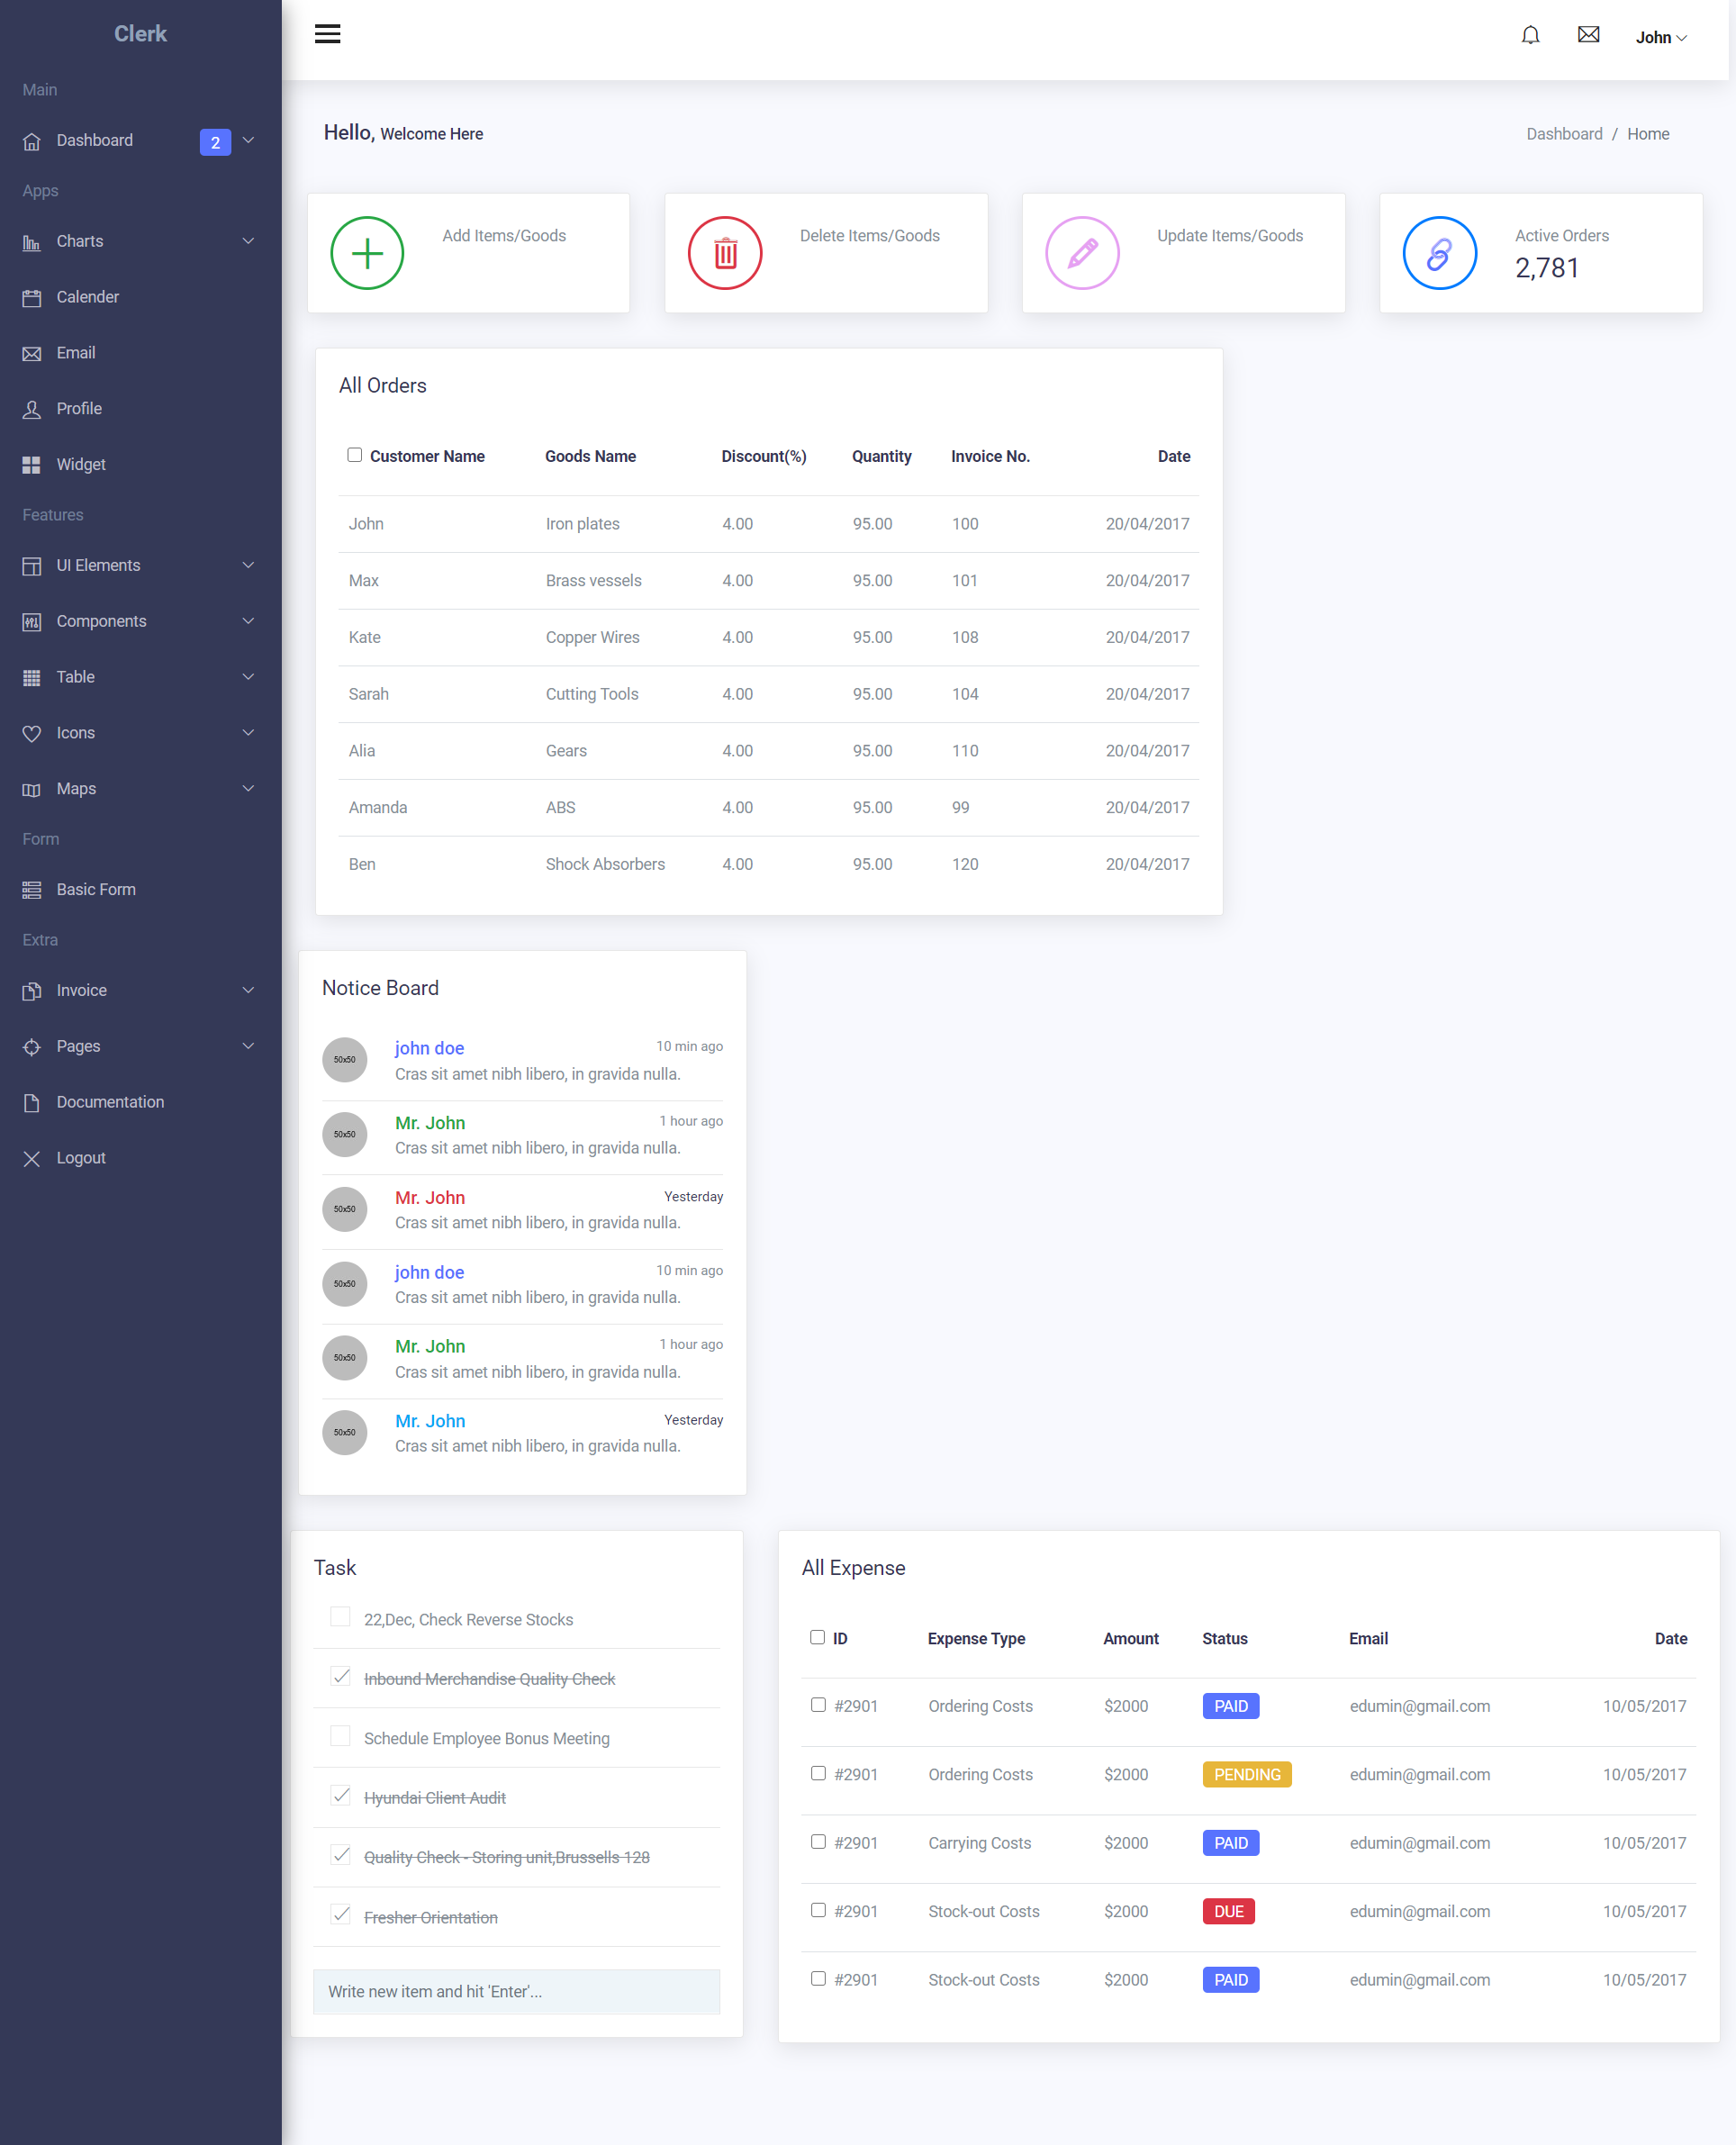 Clerk
Main
Dashboard 2
Apps
Charts
Calender
Email
Profile
Widget
Features
UI Elements
Components
Table
Icons
Maps
Form
Basic Form
Extra
Invoice
Pages
Documentation
Logout
John
Hello, Welcome Here
Dashboard / Home
Add Items/Goods
Delete Items/Goods
Update Items/Goods
Active Orders
2,781
All Orders
Customer Name Goods Name Discount(%) Quantity Invoice No. Date
John Iron plates 4.00 95.00 100 20/04/2017
Max Brass vessels 4.00 95.00 101 20/04/2017
Kate Copper Wires 4.00 95.00 108 20/04/2017
Sarah Cutting Tools 4.00 95.00 104 20/04/2017
Alia Gears 4.00 95.00 110 20/04/2017
Amanda ABS 4.00 95.00 99 20/04/2017
Ben Shock Absorbers 4.00 95.00 120 20/04/2017
Notice Board
50x50
john doe 10 min ago
Cras sit amet nibh libero, in gravida nulla.
50x50
Mr. John 1 hour ago
Cras sit amet nibh libero, in gravida nulla.
50x50
Mr. John Yesterday
Cras sit amet nibh libero, in gravida nulla.
50x50
john doe 10 min ago
Cras sit amet nibh libero, in gravida nulla.
50x50
Mr. John 1 hour ago
Cras sit amet nibh libero, in gravida nulla.
50x50
Mr. John Yesterday
Cras sit amet nibh libero, in gravida nulla.
Task
22,Dec, Check Reverse Stocks
Inbound Merchandise Quality Check
Schedule Employee Bonus Meeting
Hyundai Client Audit
Quality Check - Storing unit,Brussells 128
Fresher Orientation
Write new item and hit 'Enter'...
All Expense
ID Expense Type Amount Status Email Date
#2901 Ordering Costs $2000 PAID edumin@gmail.com 10/05/2017
#2901 Ordering Costs $2000 PENDING edumin@gmail.com 10/05/2017
#2901 Carrying Costs $2000 PAID edumin@gmail.com 10/05/2017
#2901 Stock-out Costs $2000 DUE edumin@gmail.com 10/05/2017
#2901 Stock-out Costs $2000 PAID edumin@gmail.com 10/05/2017